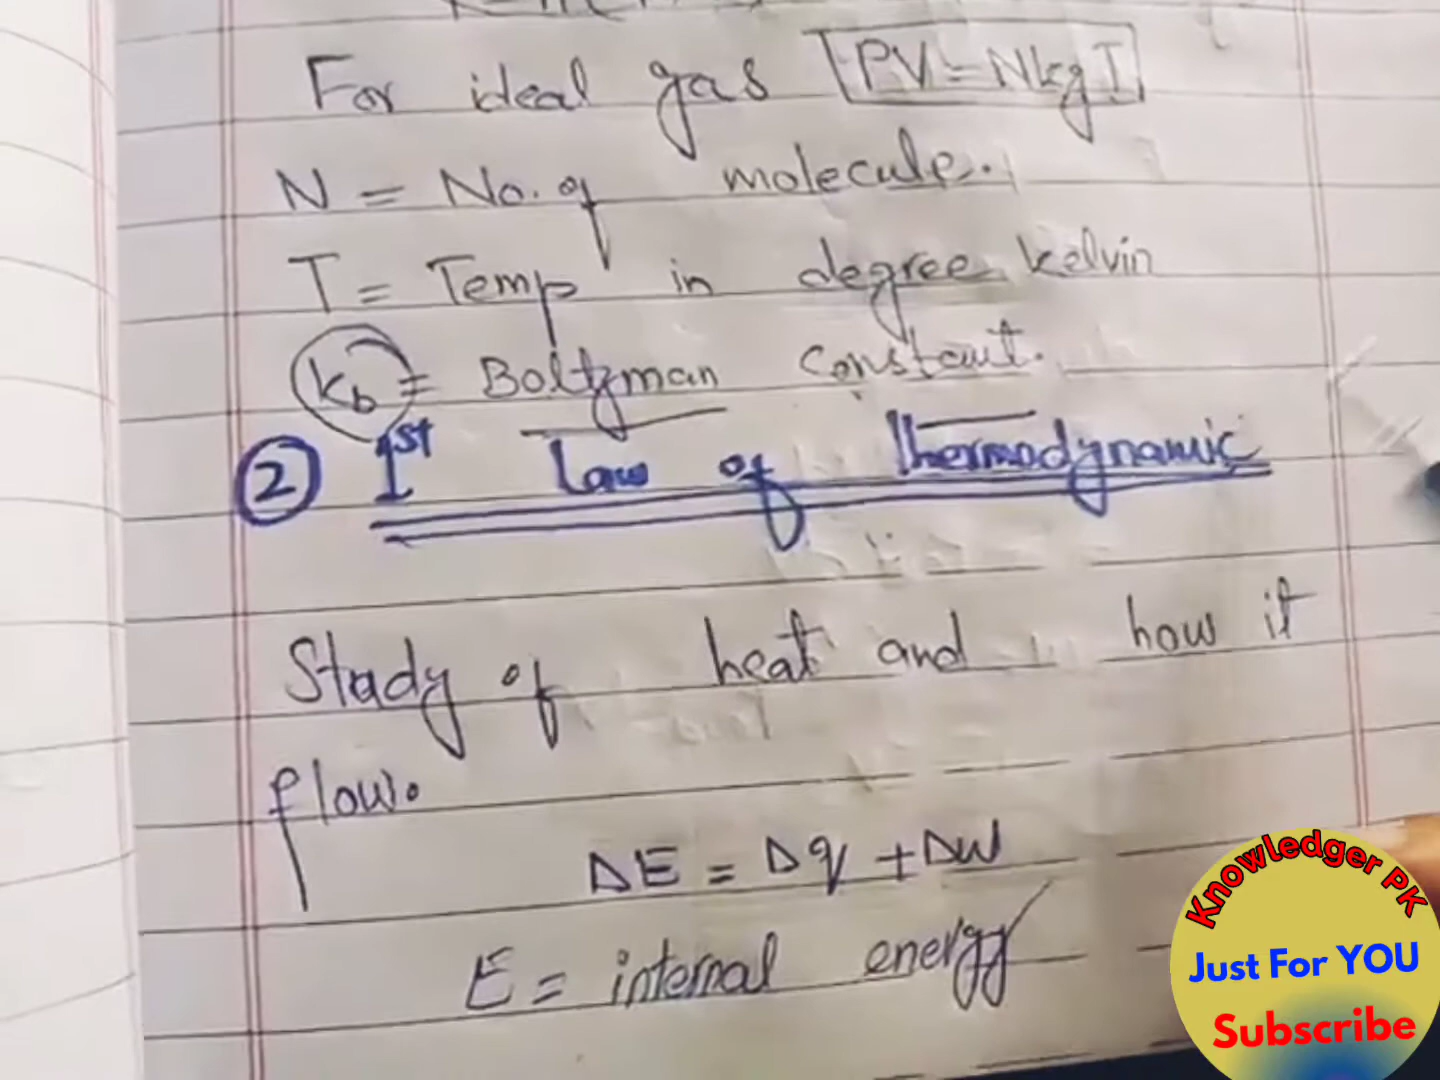 For ideal gas PV = NkgT
N = No. of molecule.
T = Temp in degree kelvin
kb = Boltzman Constant.
2 1st Law of thermodynamic
Study of heat and how it
flow.
ΔE = Δq + ΔW
E = internal energy
Knowledger PK
Just For YOU
Subscribe